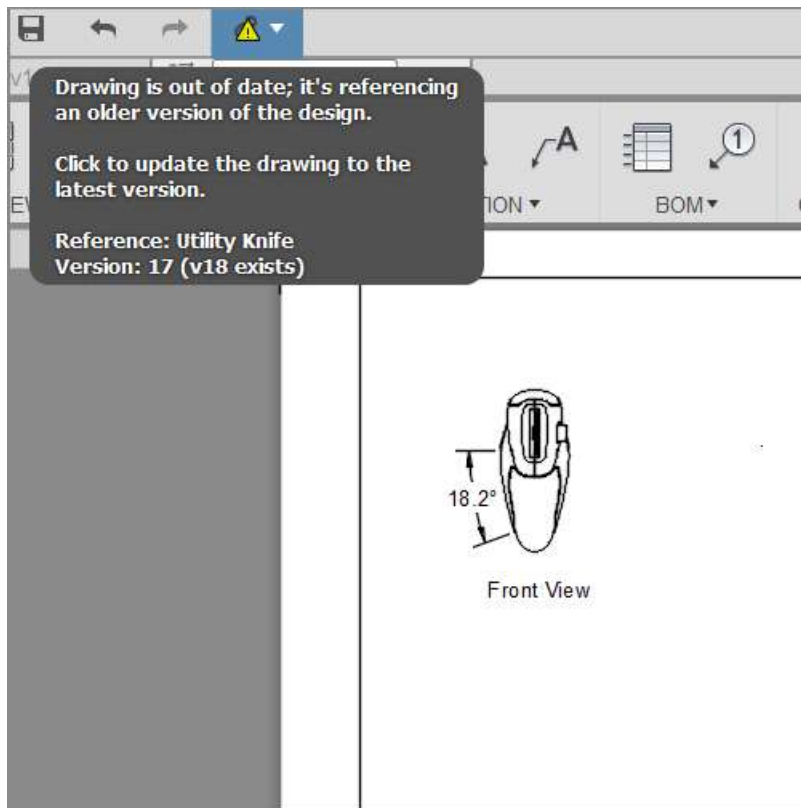 Drawing is out of date; it's referencing
an older version of the design.
Click to update the drawing to the
latest version.
Reference: Utility Knife
Version: 17 (v18 exists)
A
1
BOM
18.2°
Front View